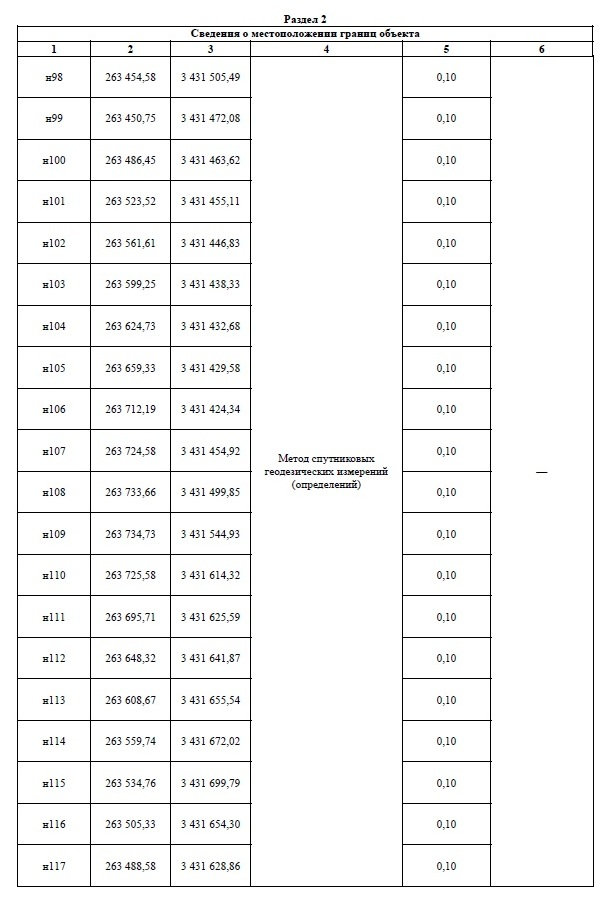 Раздел 2
Сведения о местоположении границ объекта
1 2 3 4 5 6
н98 263 454,58 3 431 505,49 0,10
н99 263 450,75 3 431 472,08 0,10
н100 263 486,45 3 431 463,62 0,10
н101 263 523,52 3 431 455,11 0,10
н102 263 561,61 3 431 446,83 0,10
н103 263 599,25 3 431 438,33 0,10
н104 263 624,73 3 431 432,68 0,10
н105 263 659,33 3 431 429,58 0,10
н106 263 712,19 3 431 424,34 0,10
н107 263 724,58 3 431 454,92 0,10
Метод спутниковых
геодезических измерений
(определений)
—
н108 263 733,66 3 431 499,85 0,10
н109 263 734,73 3 431 544,93 0,10
н110 263 725,58 3 431 614,32 0,10
н111 263 695,71 3 431 625,59 0,10
н112 263 648,32 3 431 641,87 0,10
н113 263 608,67 3 431 655,54 0,10
н114 263 559,74 3 431 672,02 0,10
н115 263 534,76 3 431 699,79 0,10
н116 263 505,33 3 431 654,30 0,10
н117 263 488,58 3 431 628,86 0,10